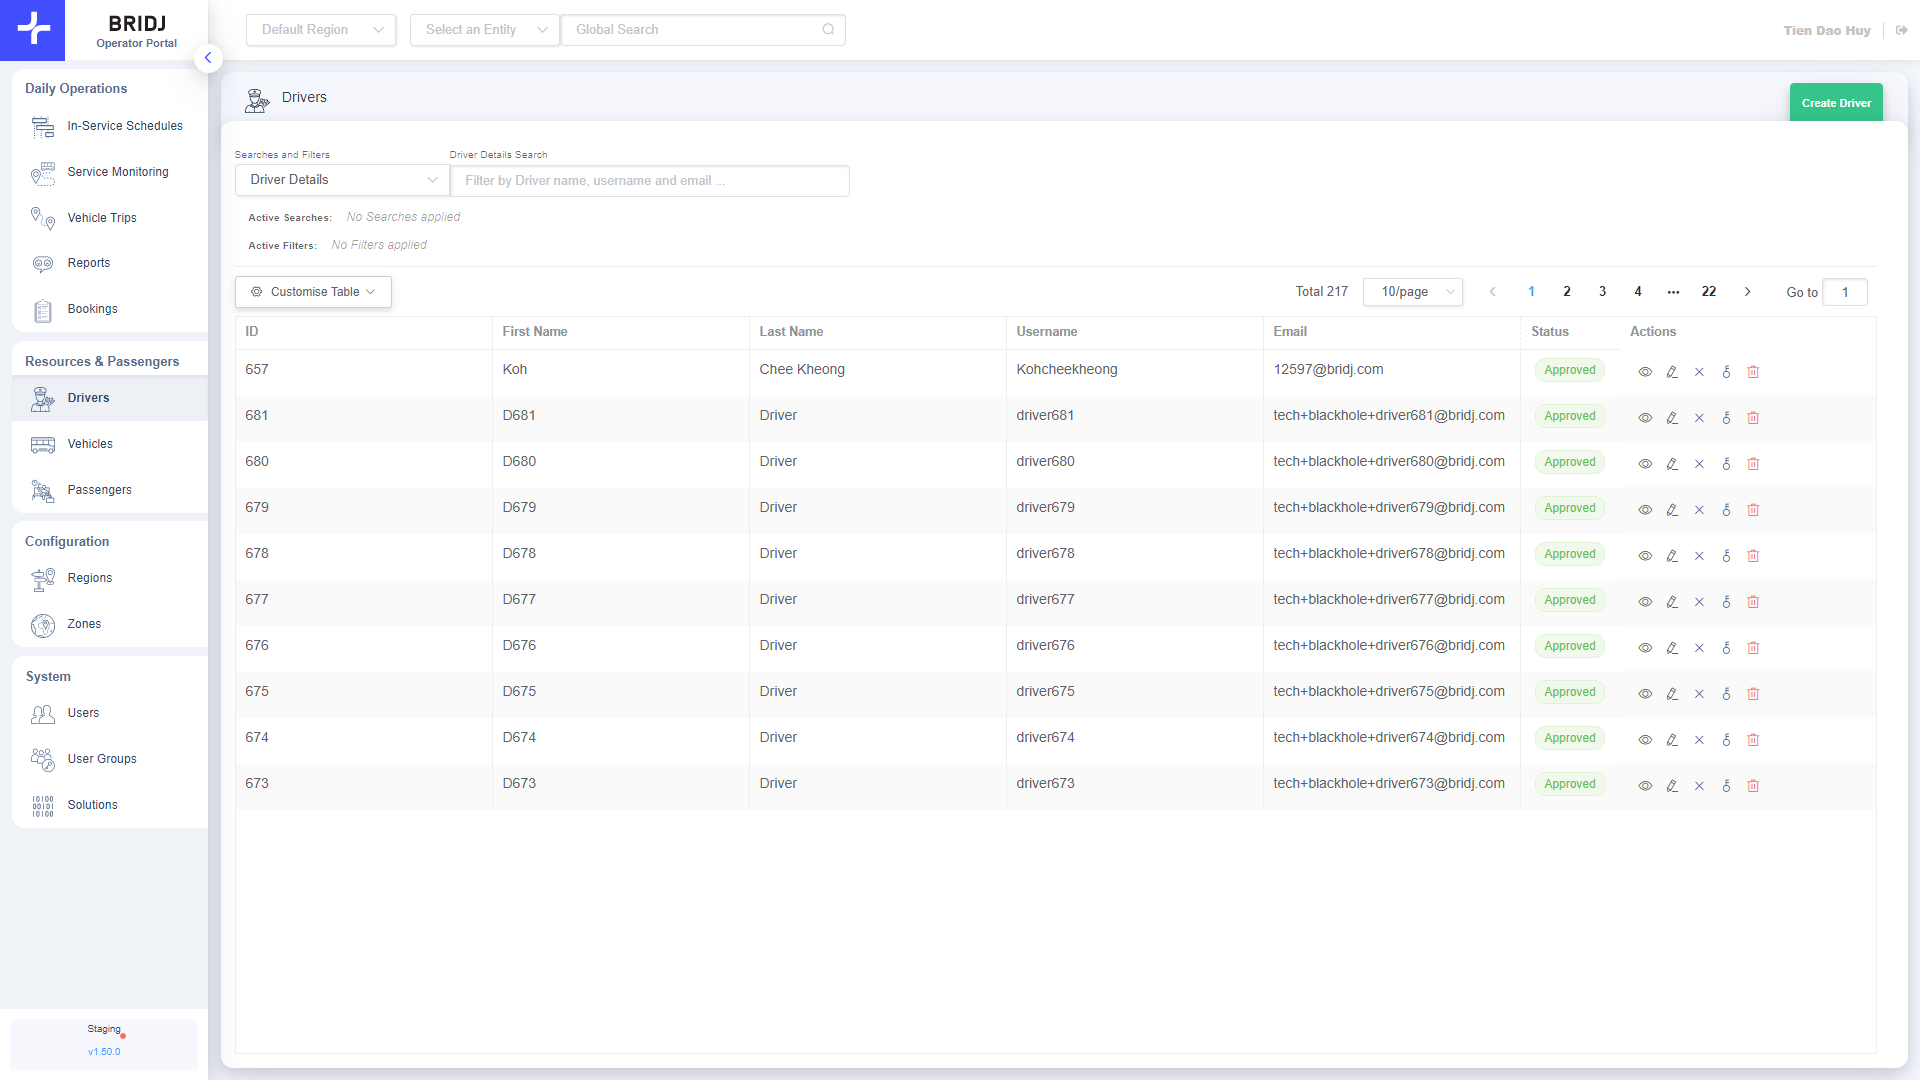 BRIDJ
Operator Portal
Default Region
Select an Entity
Global Search
Tien Dao Huy
Daily Operations
In-Service Schedules
Service Monitoring
Vehicle Trips
Reports
Bookings
Resources & Passengers
Drivers
Vehicles
Passengers
Configuration
Regions
Zones
System
Users
User Groups
Solutions
Staging
v1.50.0
Drivers
Create Driver
Searches and Filters
Driver Details Search
Driver Details
Filter by Driver name, username and email ...
Active Searches: No Searches applied
Active Filters: No Filters applied
Customise Table
Total 217 10/page 1 2 3 4 ••• 22 Go to 1
ID First Name Last Name Username Email Status Actions
657 Koh Chee Kheong Kohcheekheong 12597@bridj.com Approved
681 D681 Driver driver681 tech+blackhole+driver681@bridj.com Approved
680 D680 Driver driver680 tech+blackhole+driver680@bridj.com Approved
679 D679 Driver driver679 tech+blackhole+driver679@bridj.com Approved
678 D678 Driver driver678 tech+blackhole+driver678@bridj.com Approved
677 D677 Driver driver677 tech+blackhole+driver677@bridj.com Approved
676 D676 Driver driver676 tech+blackhole+driver676@bridj.com Approved
675 D675 Driver driver675 tech+blackhole+driver675@bridj.com Approved
674 D674 Driver driver674 tech+blackhole+driver674@bridj.com Approved
673 D673 Driver driver673 tech+blackhole+driver673@bridj.com Approved